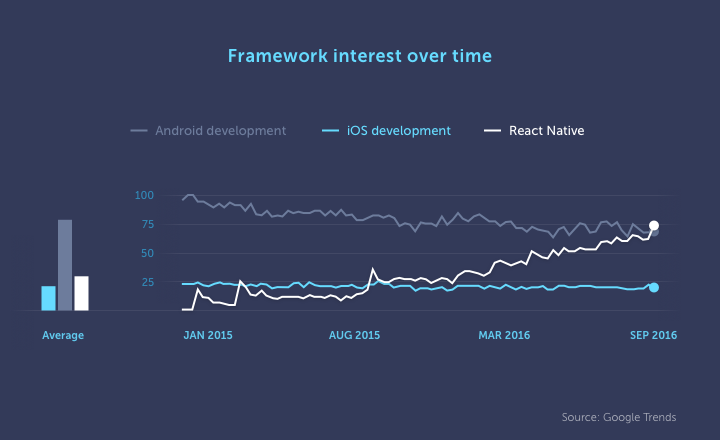 Framework interest over time
Android development
iOS development
React Native
100
75
50
25
Average
JAN 2015
AUG 2015
MAR 2016
SEP 2016
Source: Google Trends